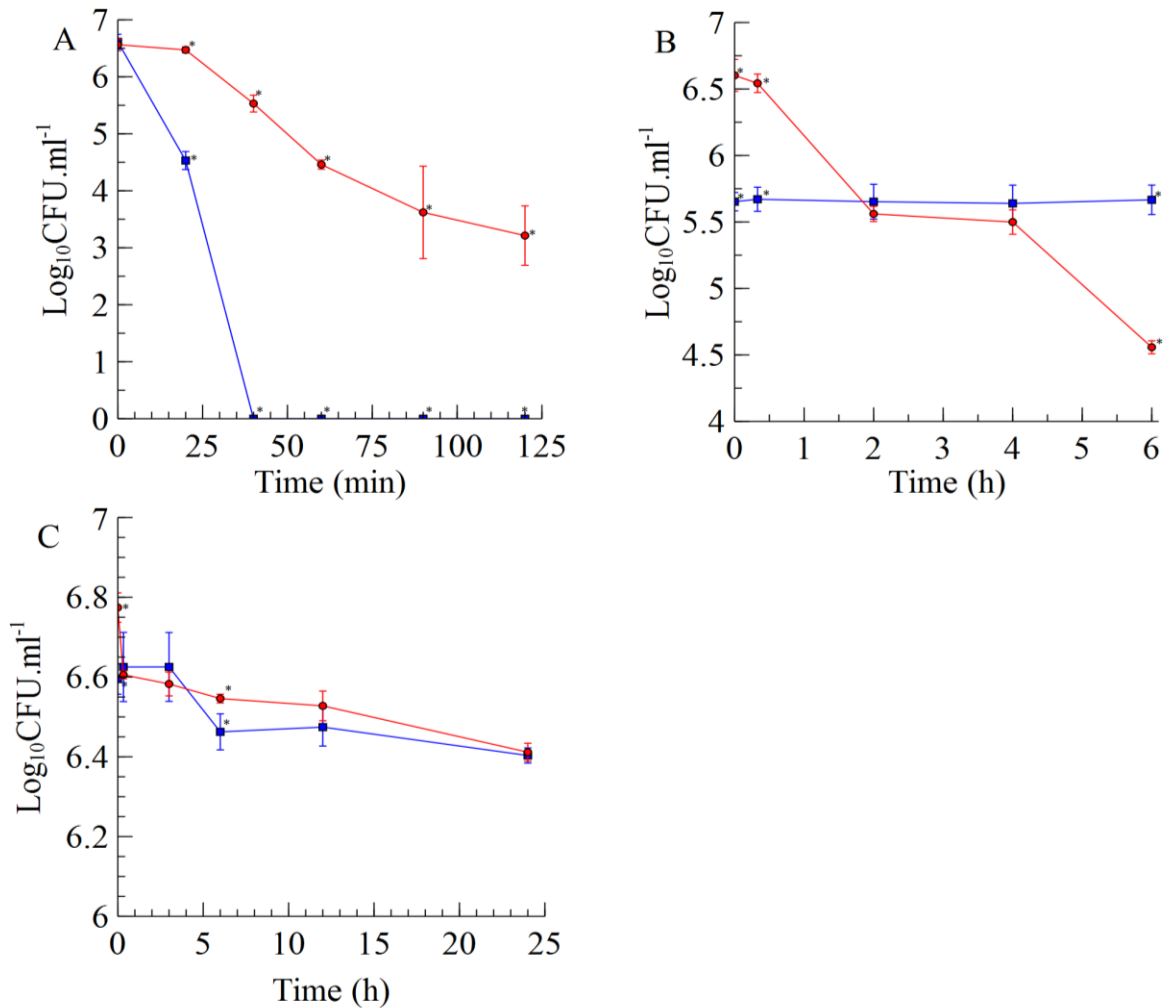 A
Log₁₀CFU.ml⁻¹
7
6
5
4
3
2
1
0
* * * * * *
* * * * *
0 25 50 75 100 125
Time (min)
B
Log₁₀CFU.ml⁻¹
7
6.5
6
5.5
5
4.5
4
* *
* * *
*
0 1 2 3 4 5 6
Time (h)
C
Log₁₀CFU.ml⁻¹
7
6.8
6.6
6.4
6.2
6
*
* *
*
0 5 10 15 20 25
Time (h)